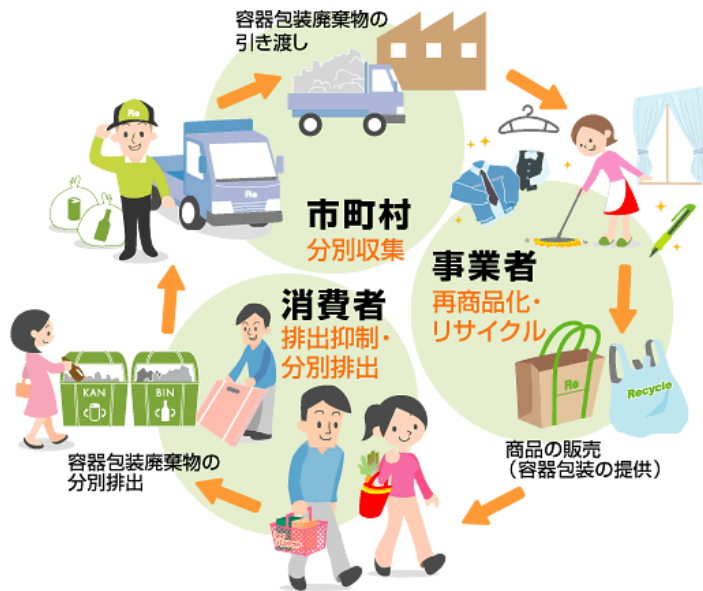 容器包装廃棄物の
引き渡し
Re
Re
市町村
分別収集
事業者
再商品化・
リサイクル
消費者
排出抑制・
分別排出
KAN
BIN
Re
Recycle
商品の販売
（容器包装の提供）
容器包装廃棄物の
分別排出